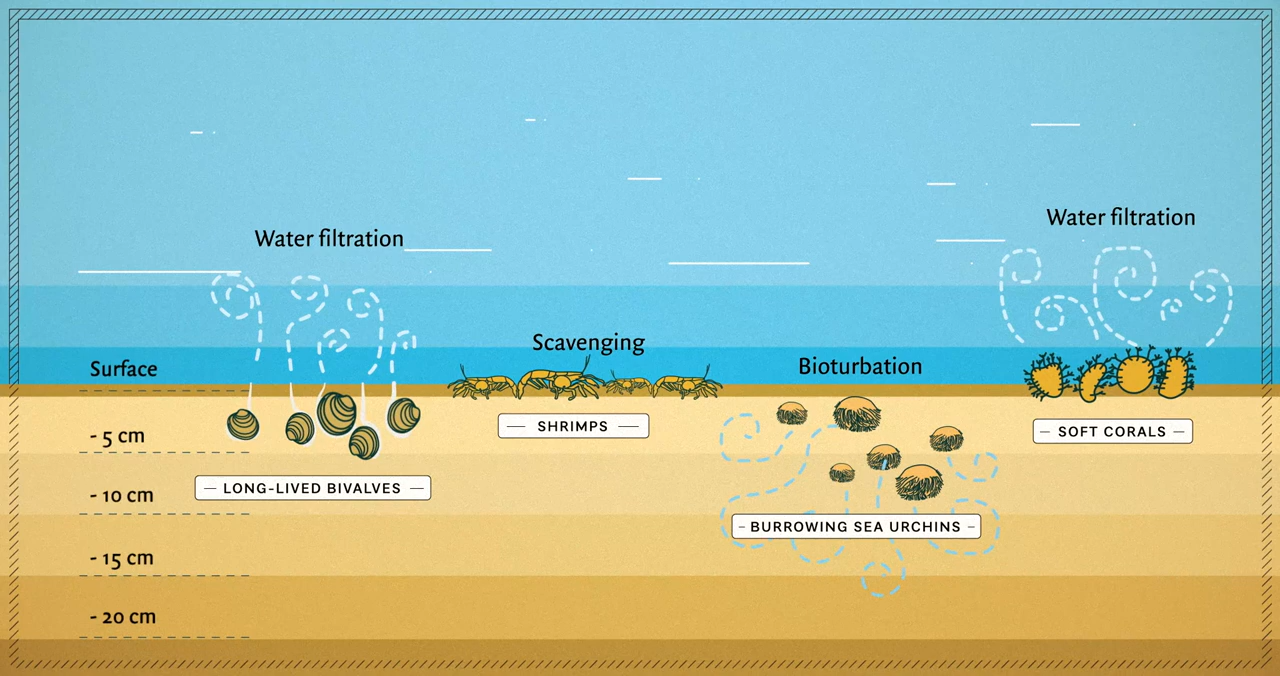 Water filtration
Water filtration
Scavenging
Bioturbation
Surface
- 5 cm
- 10 cm
- 15 cm
- 20 cm
— SHRIMPS —
— SOFT CORALS —
— LONG-LIVED BIVALVES —
– BURROWING SEA URCHINS –